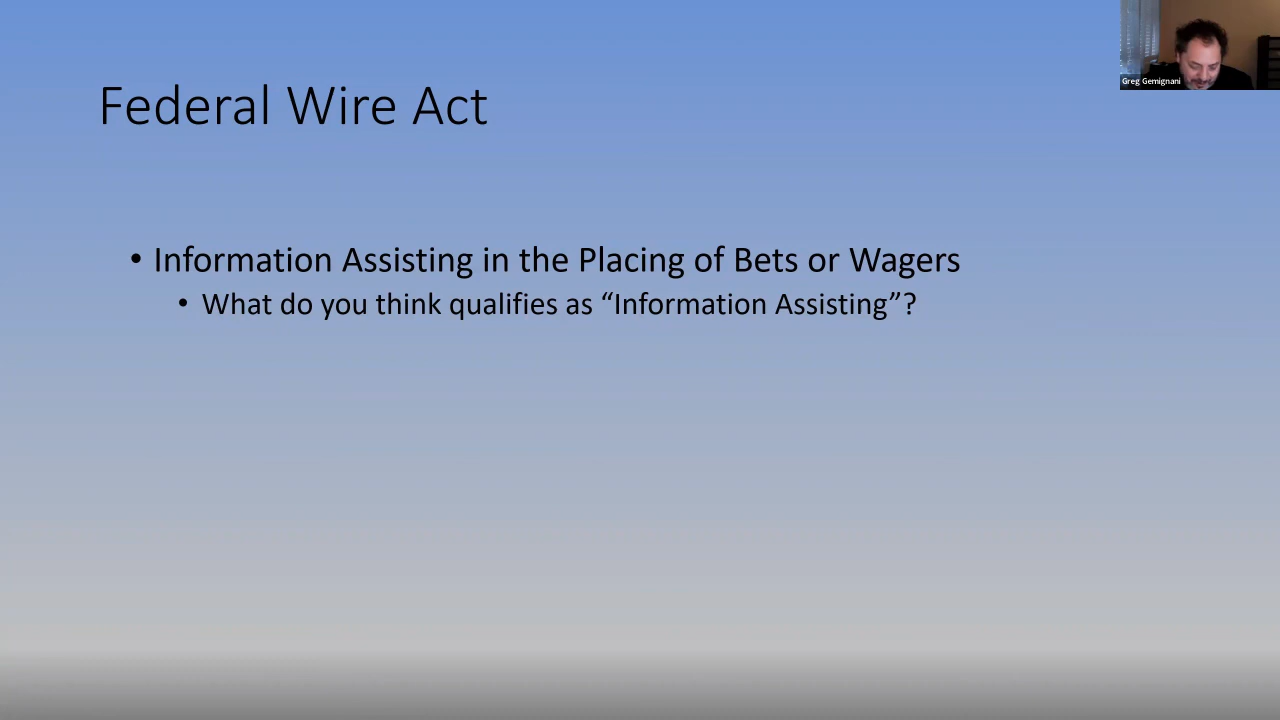 Greg Gemignani
Federal Wire Act
• Information Assisting in the Placing of Bets or Wagers
• What do you think qualifies as “Information Assisting”?